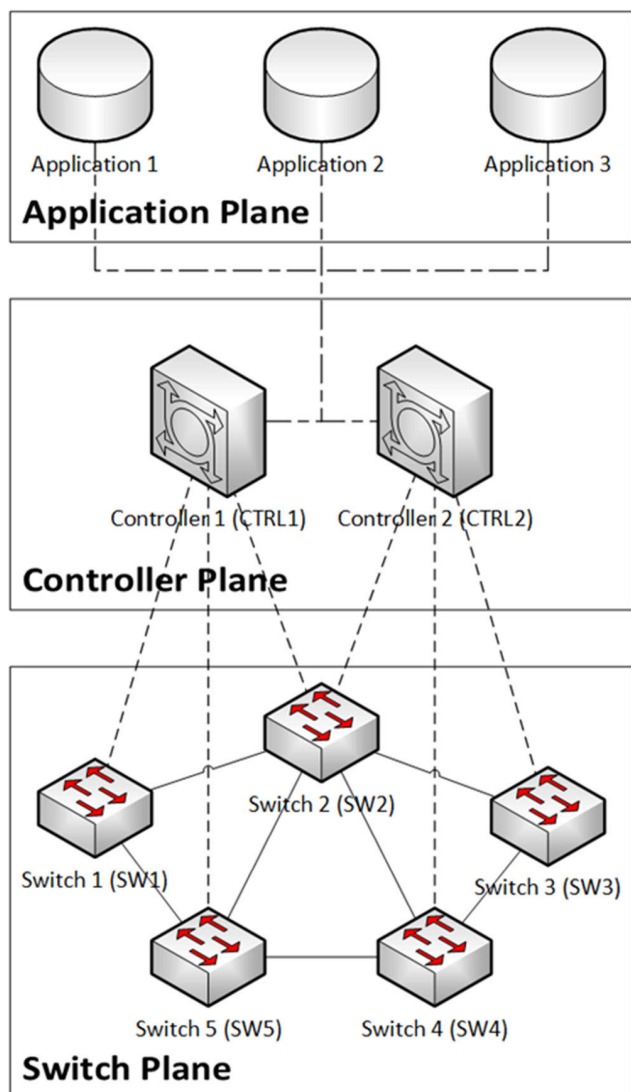 Application 1
Application 2
Application 3
Application Plane
Controller 1 (CTRL1)
Controller 2 (CTRL2)
Controller Plane
Switch 2 (SW2)
Switch 1 (SW1)
Switch 3 (SW3)
Switch 5 (SW5)
Switch 4 (SW4)
Switch Plane